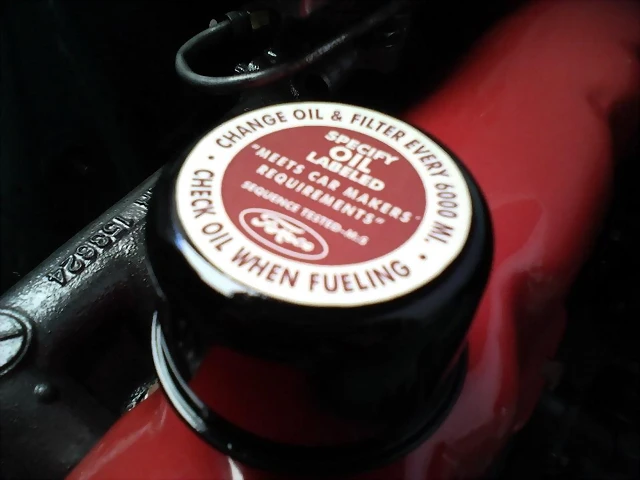 CHANGE OIL & FILTER EVERY 6000 MI.
• CHECK OIL WHEN FUELING •
SPECIFY
OIL
LABELED
"MEETS CAR MAKERS
REQUIREMENTS"
SEQUENCE TESTED-M-S
Ford
153624